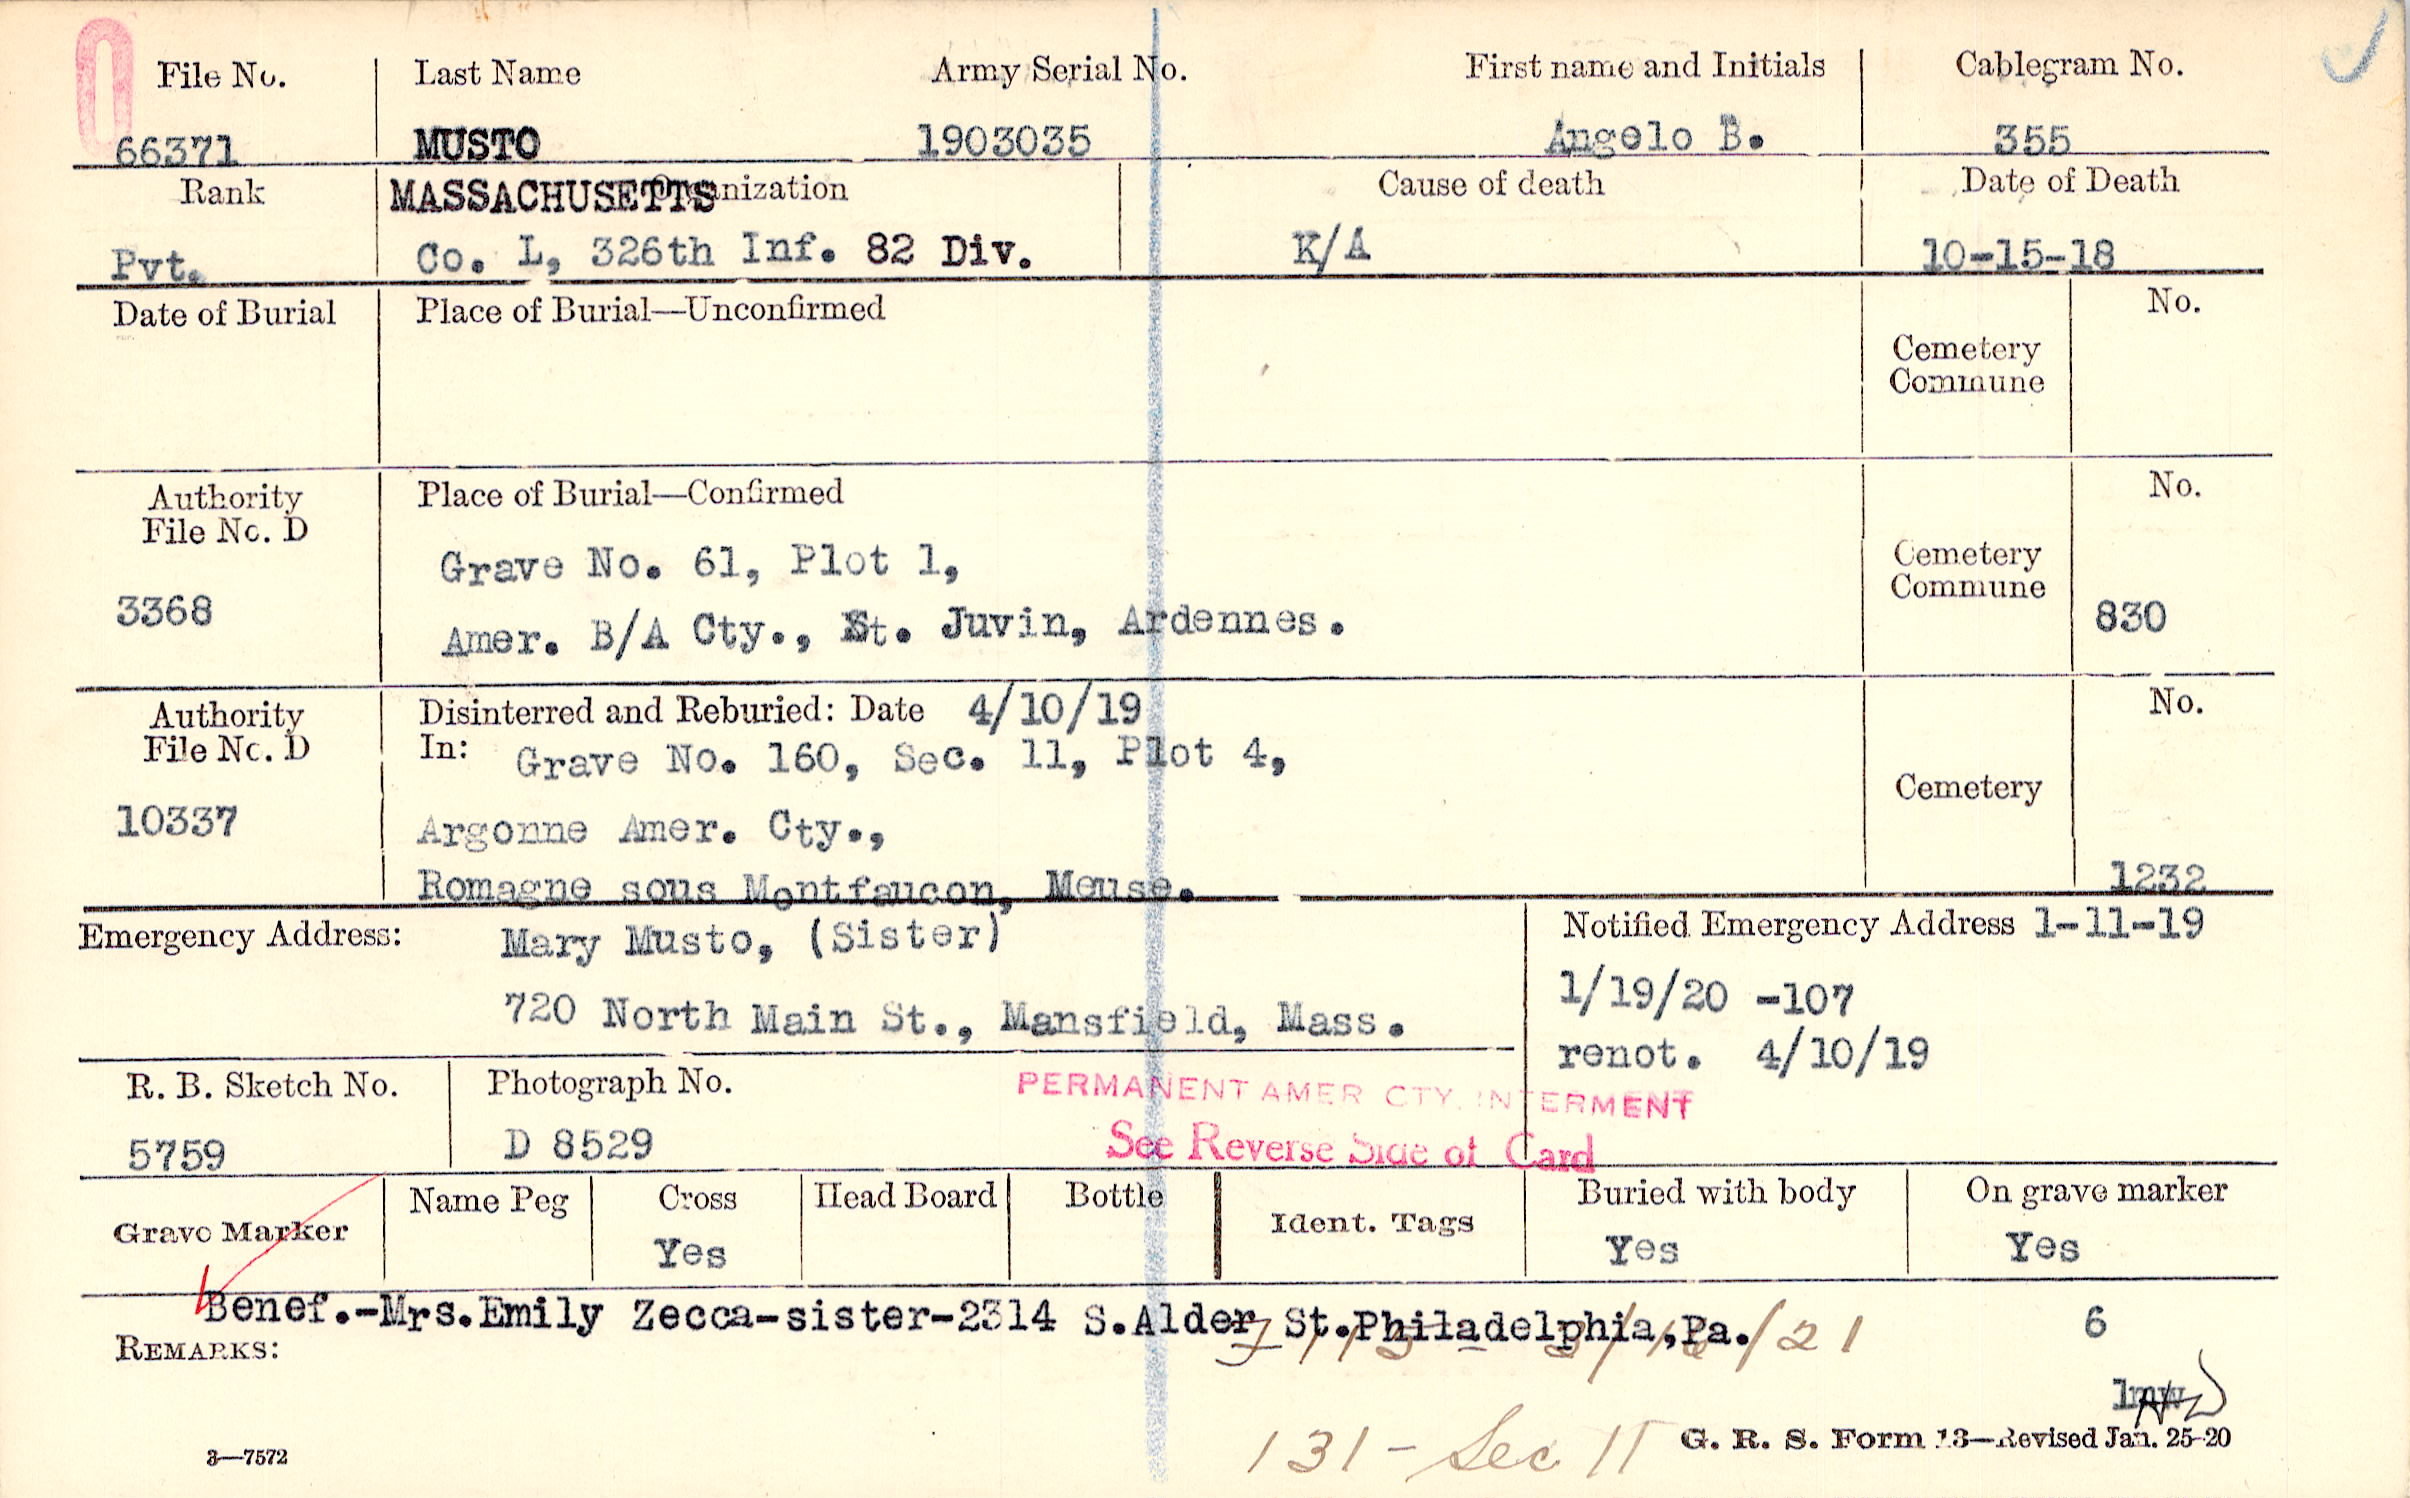 File No. Last Name Army Serial No. First name and Initials Cablegram No.
66371 MUSTO 1903035 Angelo B. 355
Rank MASSACHUSETTS Organization Cause of death Date of Death
Pvt. Co. L, 326th Inf. 82 Div. K/A 10-15-18
Date of Burial Place of Burial—Unconfirmed No.
Cemetery
Commune
Authority Place of Burial—Confirmed No.
File No. D
Grave No. 61, Plot 1, Cemetery
Commune
3368 Amer. B/A Cty., St. Juvin, Ardennes. 830
Authority Disinterred and Reburied: Date 4/10/19 No.
File No. D In: Grave No. 160, Sec. 11, Plot 4,
Cemetery
10337 Argonne Amer. Cty.,
Romagne sous Montfaucon, Meuse. 1232
Emergency Address: Mary Musto, (Sister) Notified Emergency Address 1-11-19
720 North Main St., Mansfield, Mass. 1/19/20 -107
renot. 4/10/19
R. B. Sketch No. Photograph No. PERMANENT AMER CTY. INTERMENT
5759 D 8529 See Reverse Side of Card
Grave Marker Name Peg Cross Head Board Bottle Ident. Tags Buried with body On grave marker
Yes Yes Yes
Benef.-Mrs.Emily Zecca-sister-2314 S.Alder St.Philadelphia,Pa. /21 6
REMARKS:
lmw
131 - Sec 11
3—7572 G. R. S. Form 13—Revised Jan. 25-20